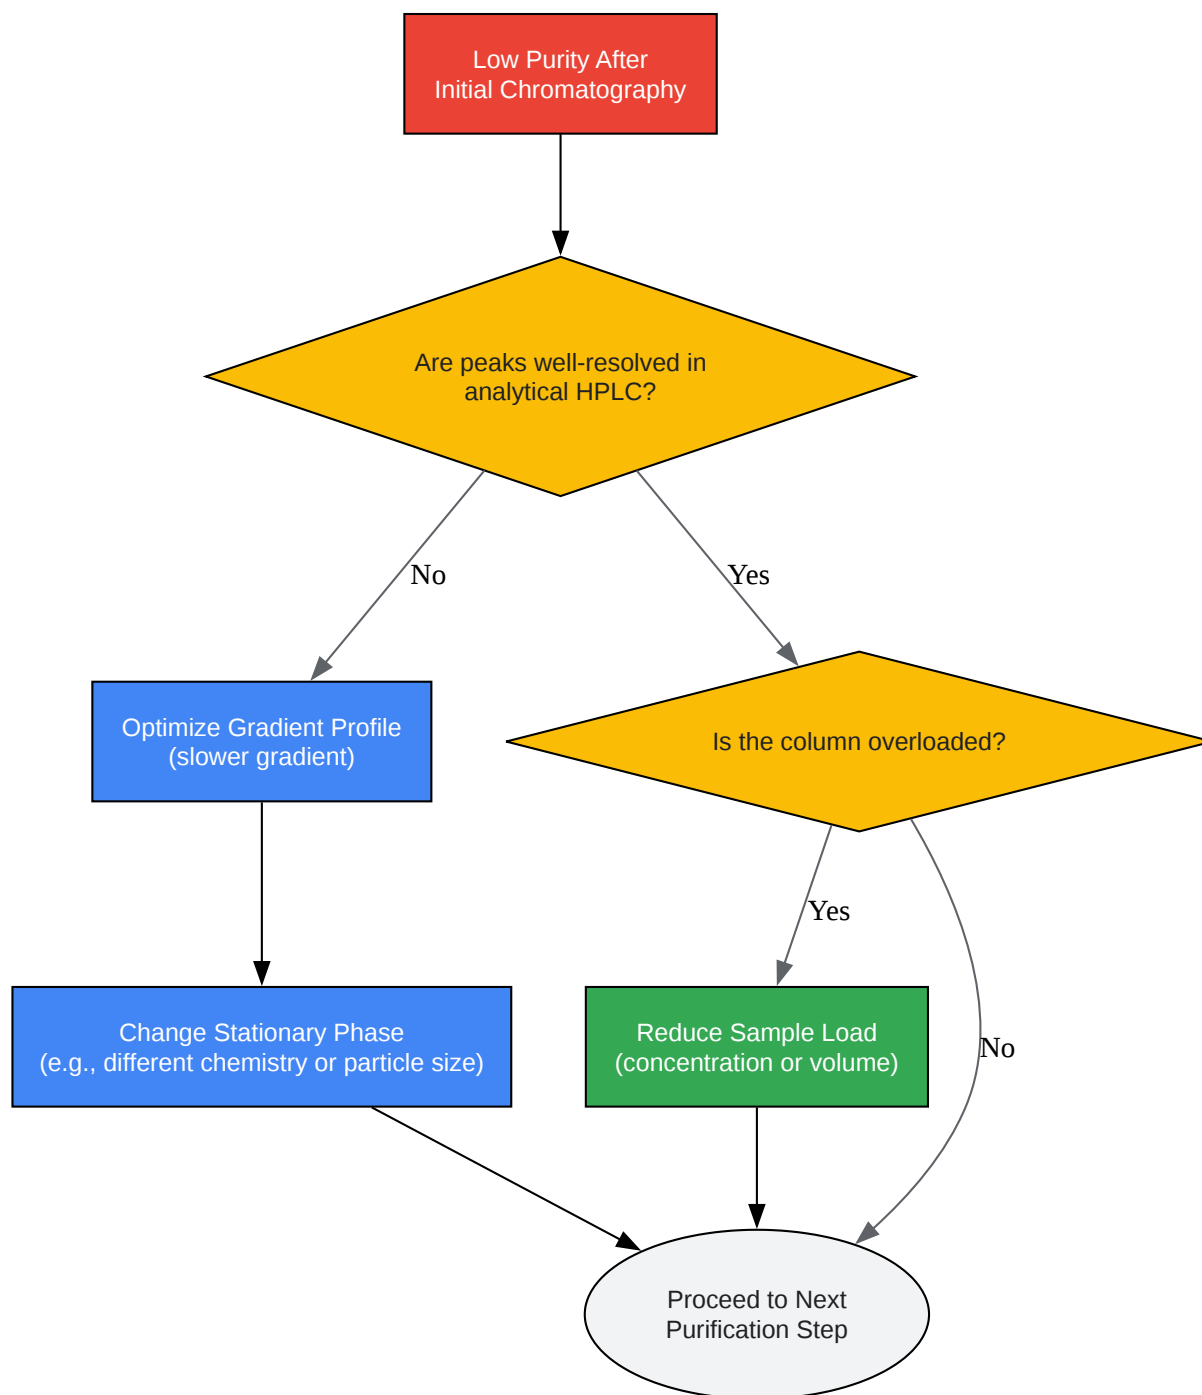 Low Purity After
Initial Chromatography
Are peaks well-resolved in
analytical HPLC?
No
Yes
Optimize Gradient Profile
(slower gradient)
Is the column overloaded?
Yes
No
Change Stationary Phase
(e.g., different chemistry or particle size)
Reduce Sample Load
(concentration or volume)
Proceed to Next
Purification Step